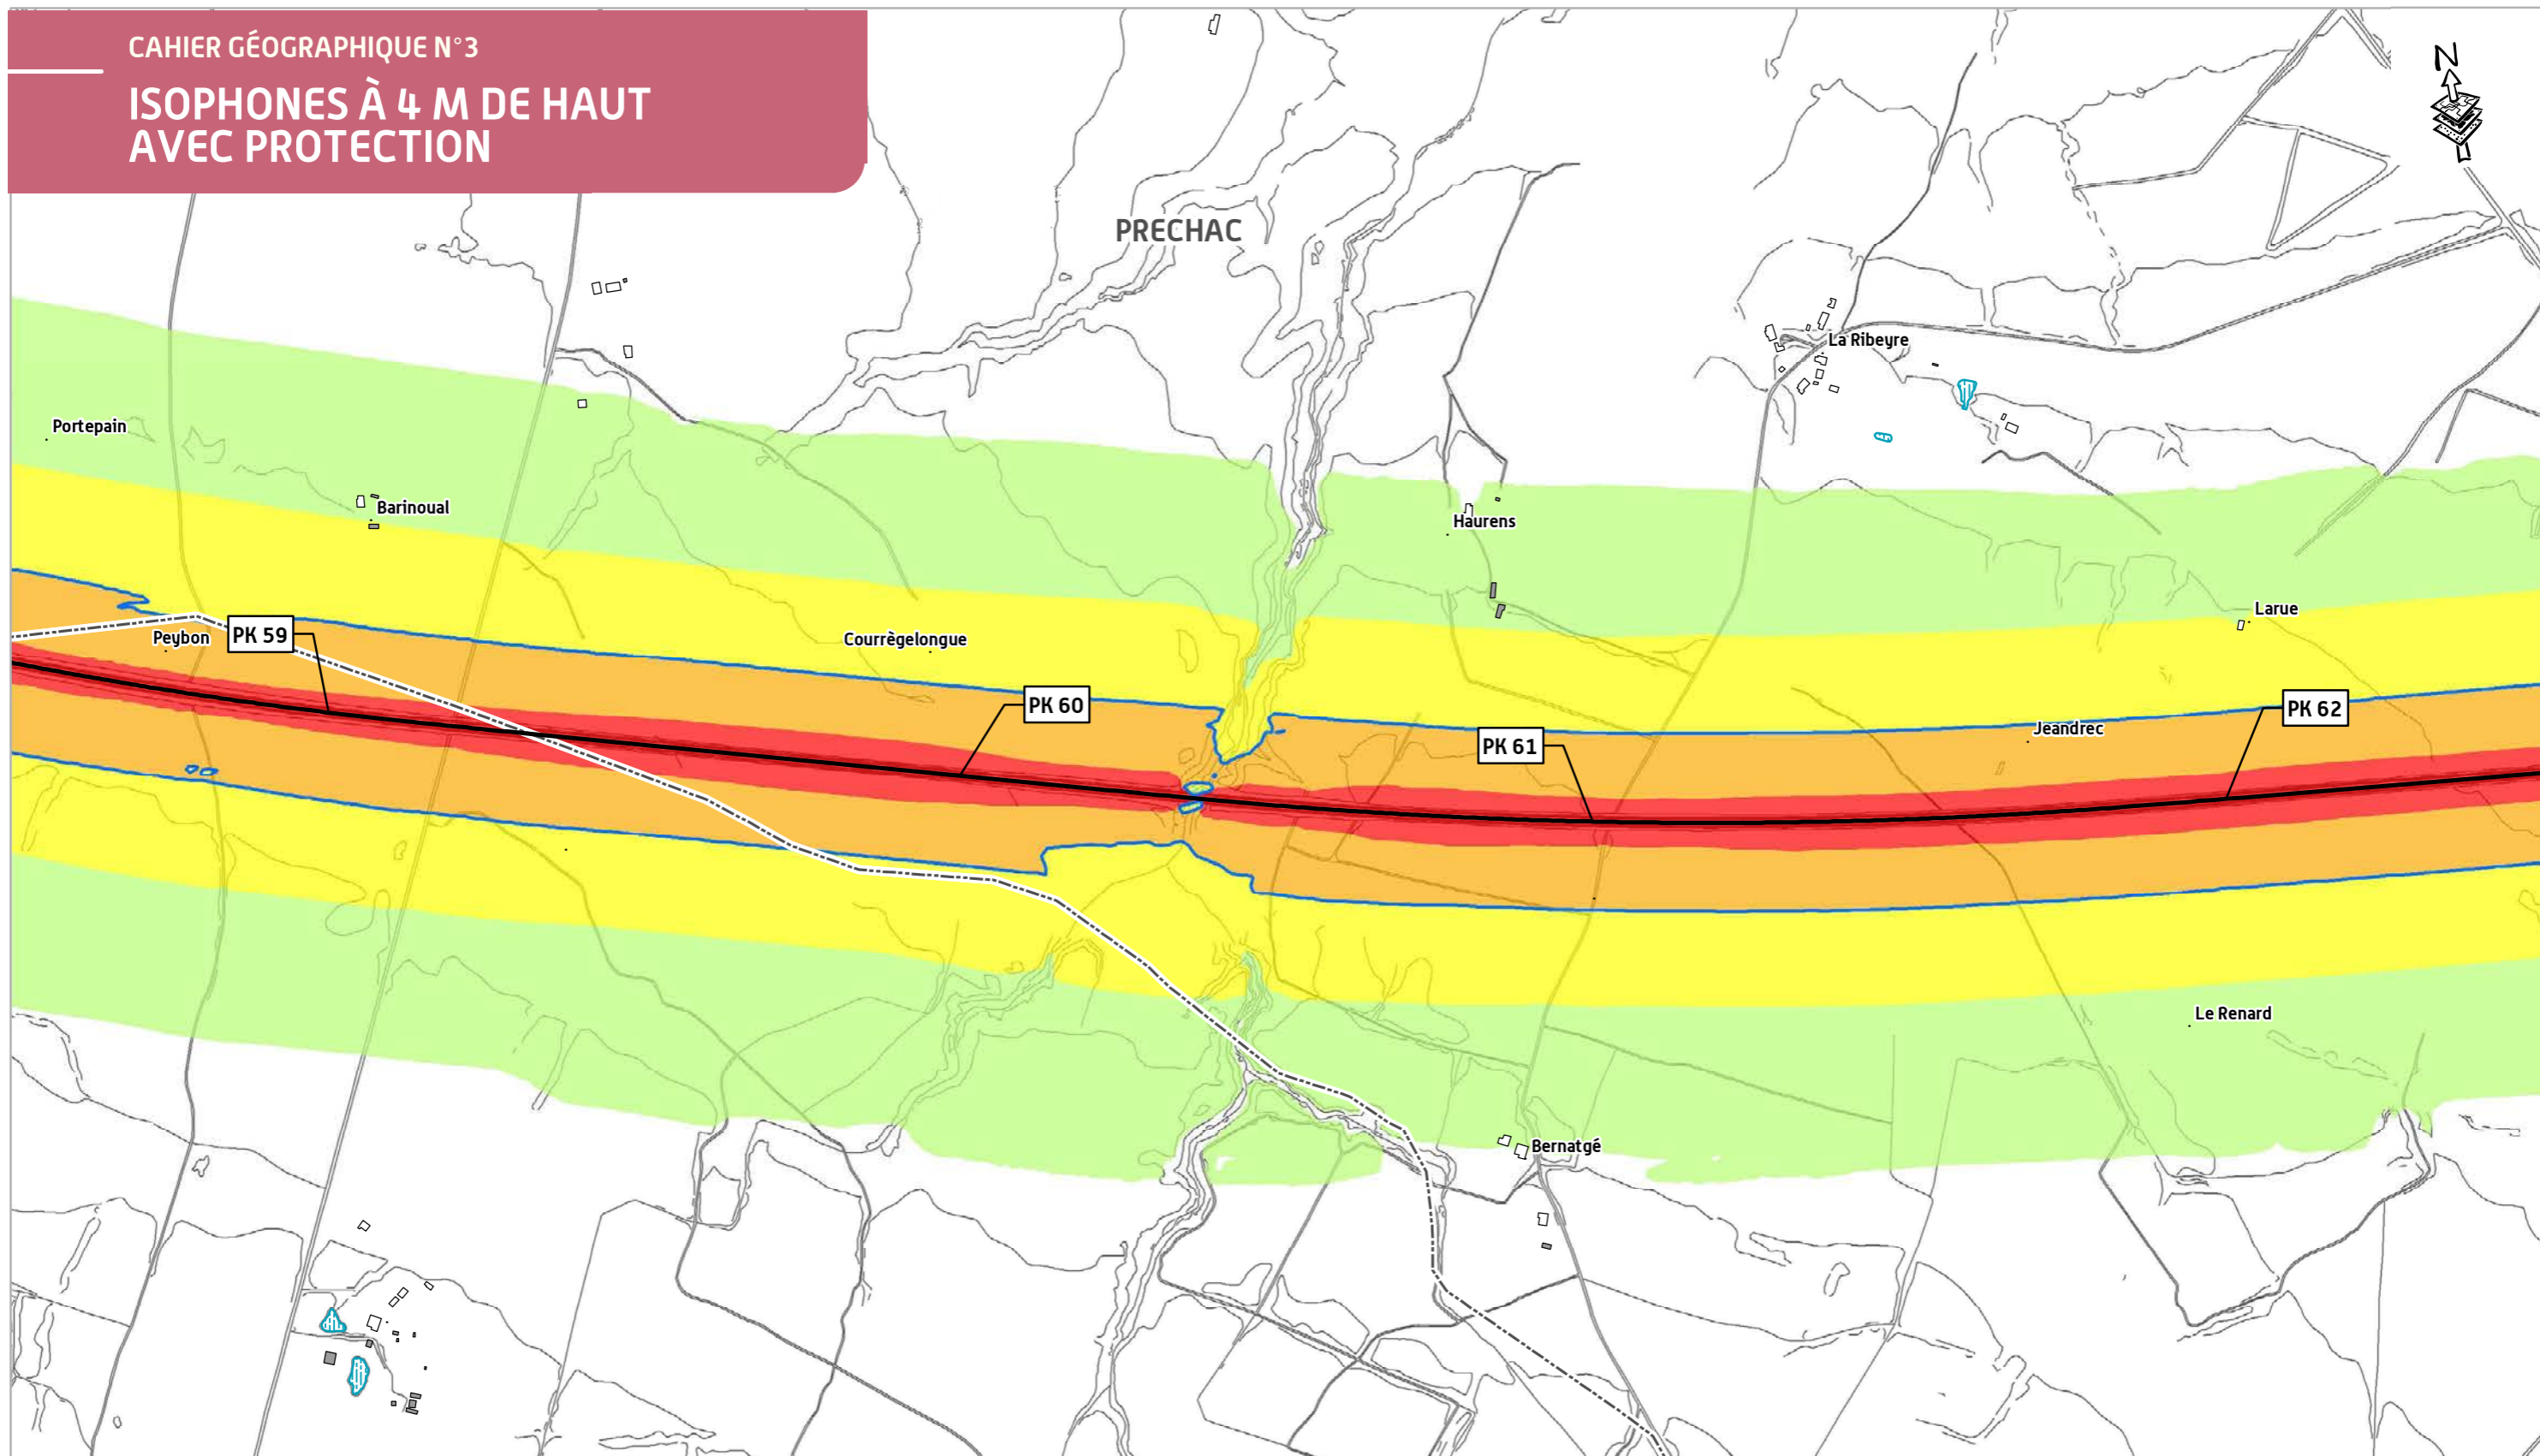 CAHIER GÉOGRAPHIQUE N°3
ISOPHONES À 4 M DE HAUT
AVEC PROTECTION
N
PRECHAC
La Ribeyre
Portepain
Barinoual
Haurens
Larue
Peybon
PK 59
Courrègelongue
PK 60
PK 61
Jeandrec
PK 62
Le Renard
Bernatgé